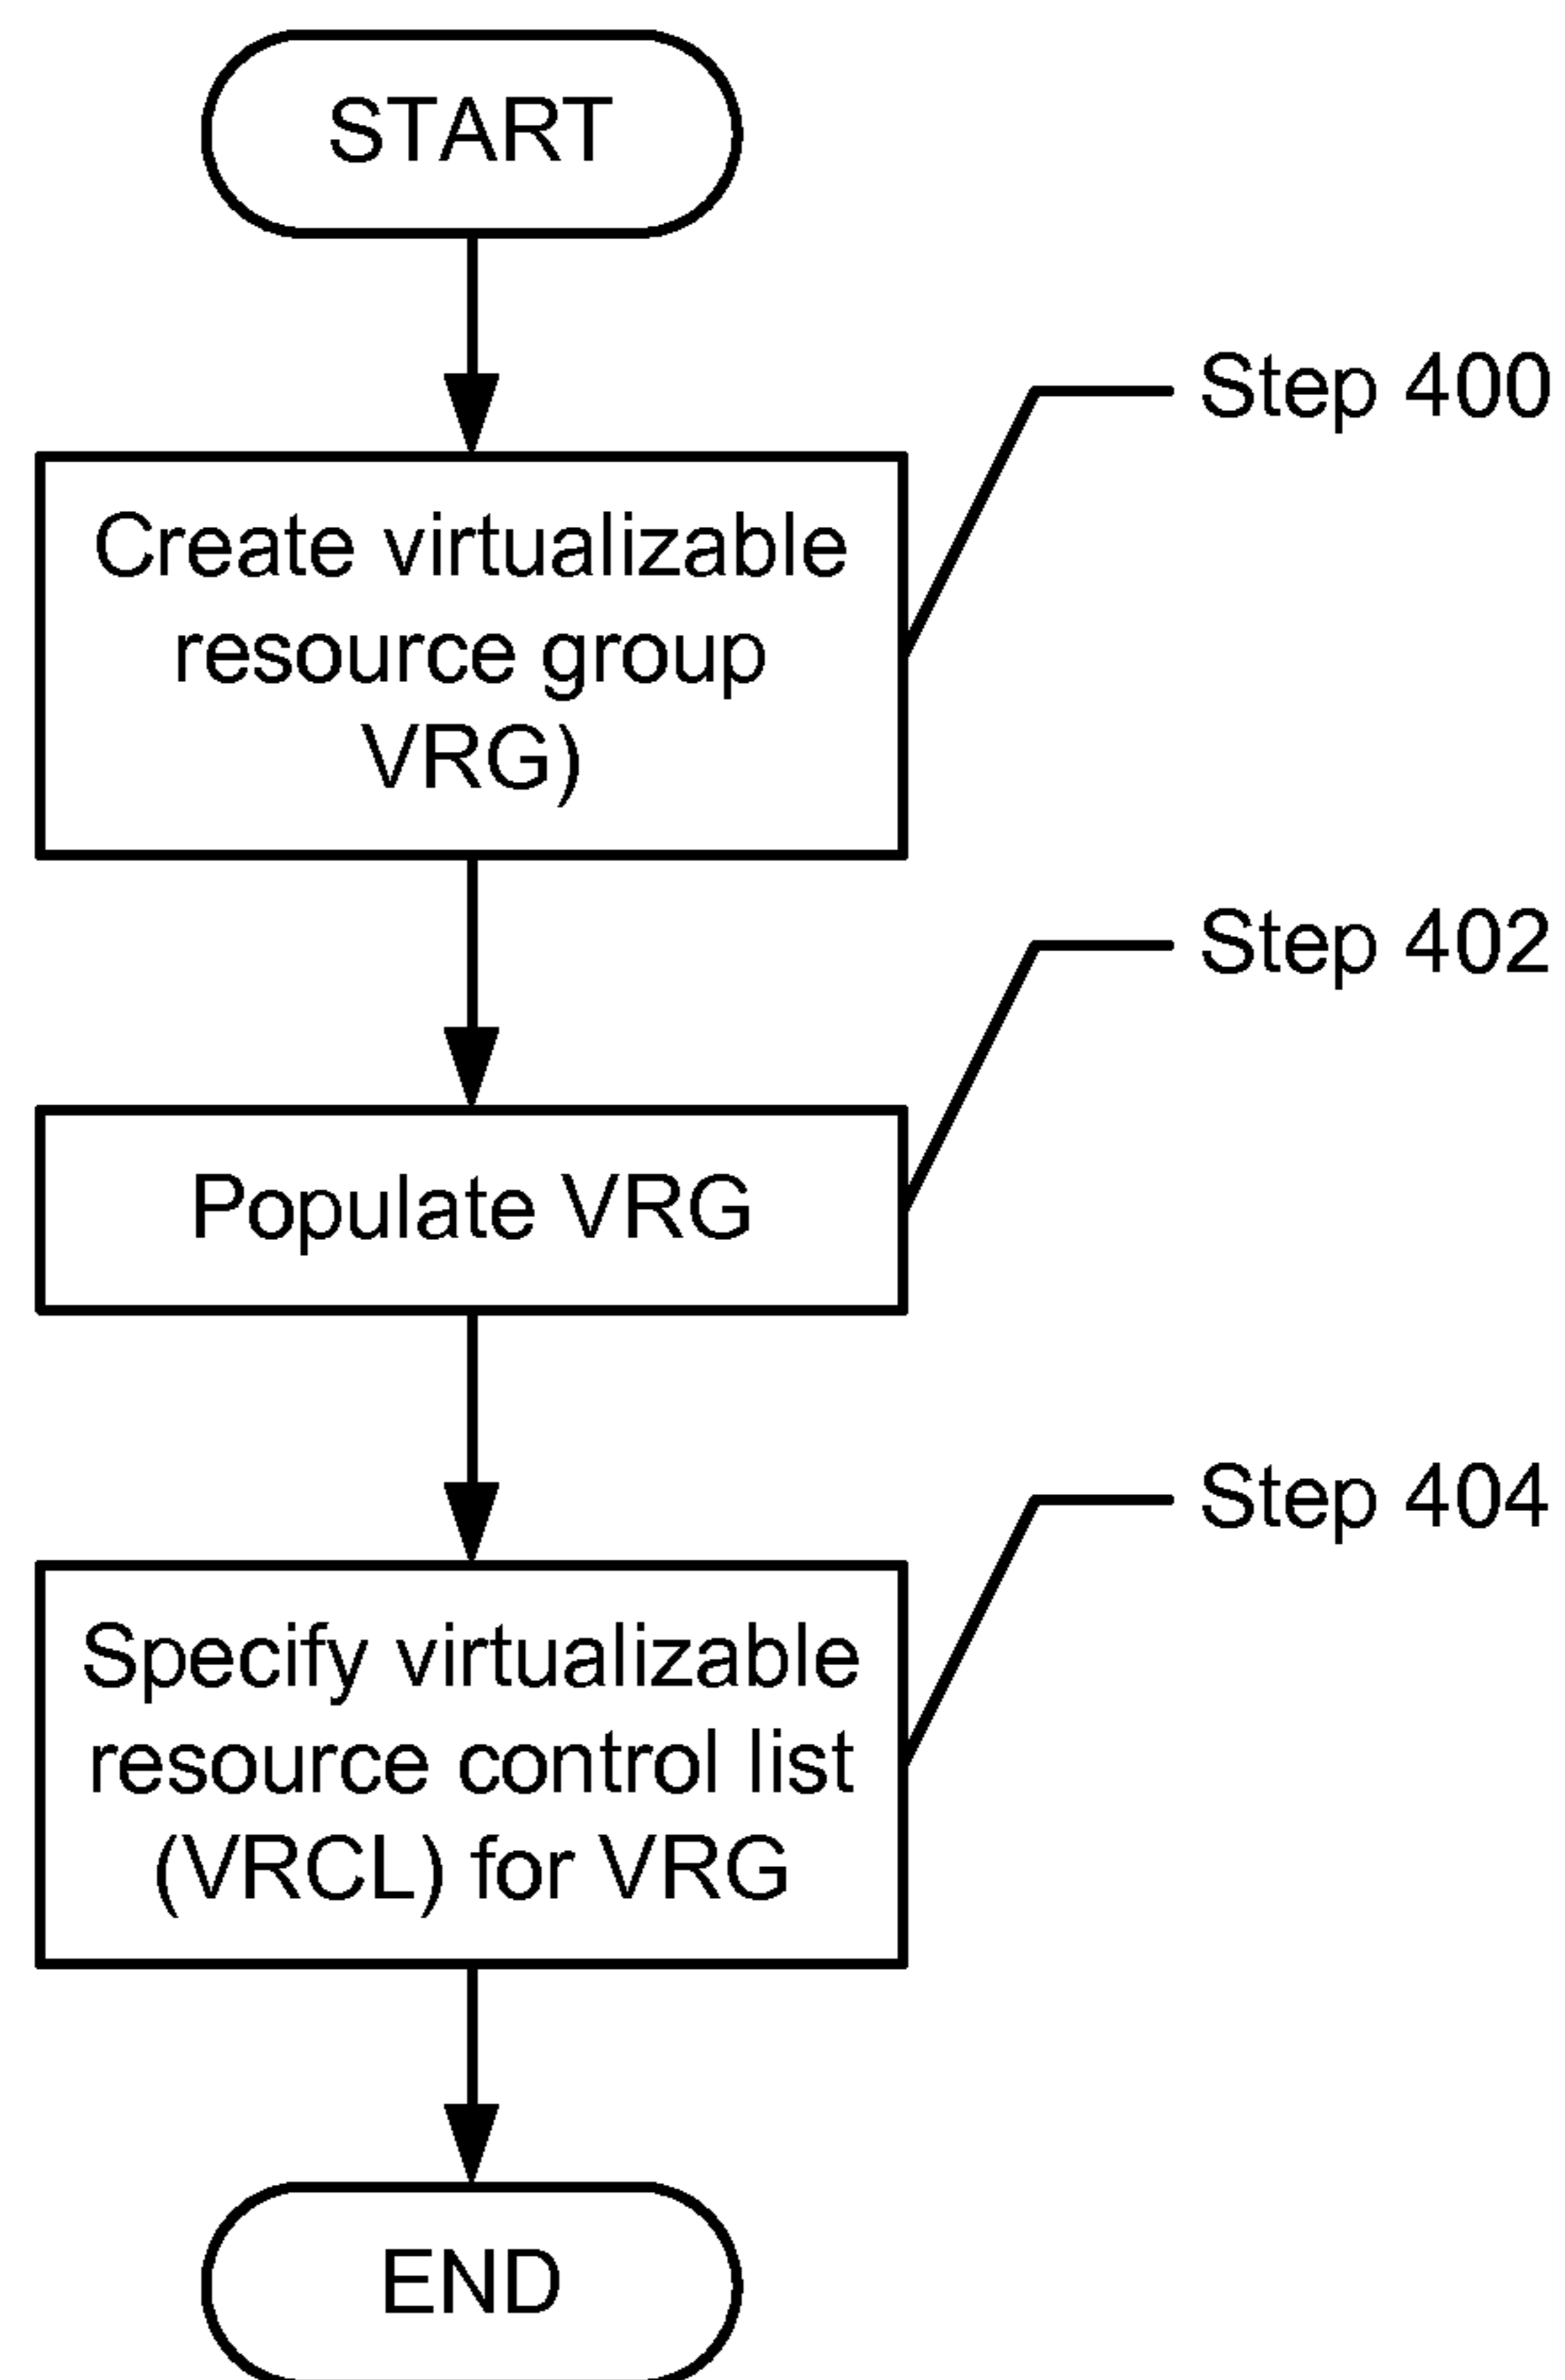 START
Step 400
Create virtualizable
resource group
VRG)
Step 402
Populate VRG
Step 404
Specify virtualizable
resource control list
(VRCL) for VRG
END